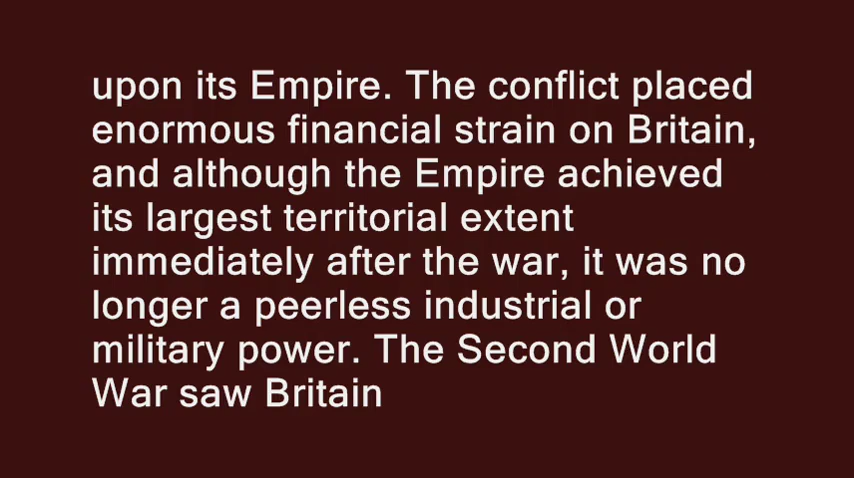 upon its Empire. The conflict placed
enormous financial strain on Britain,
and although the Empire achieved
its largest territorial extent
immediately after the war, it was no
longer a peerless industrial or
military power. The Second World
War saw Britain